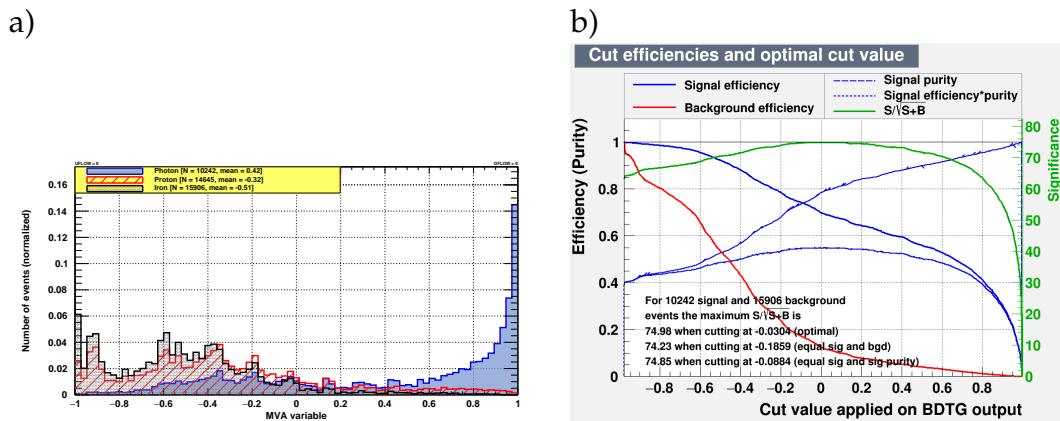 a)
UFLOW = 0
OFLOW = 0
Photon [N = 10242, mean = 0.42]
Proton [N = 14645, mean = -0.32]
Iron [N = 15906, mean = -0.51]
Number of events (normalized)
0.16
0.14
0.12
0.10
0.08
0.06
0.04
0.02
0
−1 −0.8 −0.6 −0.4 −0.2 0 0.2 0.4 0.6 0.8 1
MVA variable
b)
Cut efficiencies and optimal cut value
Signal efficiency
Background efficiency
Signal purity
Signal efficiency*purity
S/√S+B
Efficiency (Purity)
1
0.8
0.6
0.4
0.2
0
80
70
60
50
40
30
20
10
0
Significance
For 10242 signal and 15906 background
events the maximum S/√S+B is
74.98 when cutting at -0.0304 (optimal)
74.23 when cutting at -0.1859 (equal sig and bgd)
74.85 when cutting at -0.0884 (equal sig and sig purity)
−0.8 −0.6 −0.4 −0.2 0 0.2 0.4 0.6 0.8
Cut value applied on BDTG output